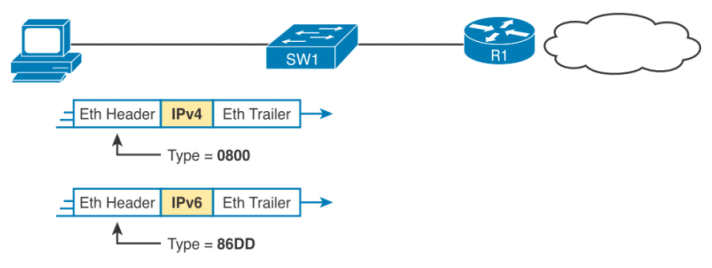 SW1
R1
Eth Header IPv4 Eth Trailer
Type = 0800
Eth Header IPv6 Eth Trailer
Type = 86DD